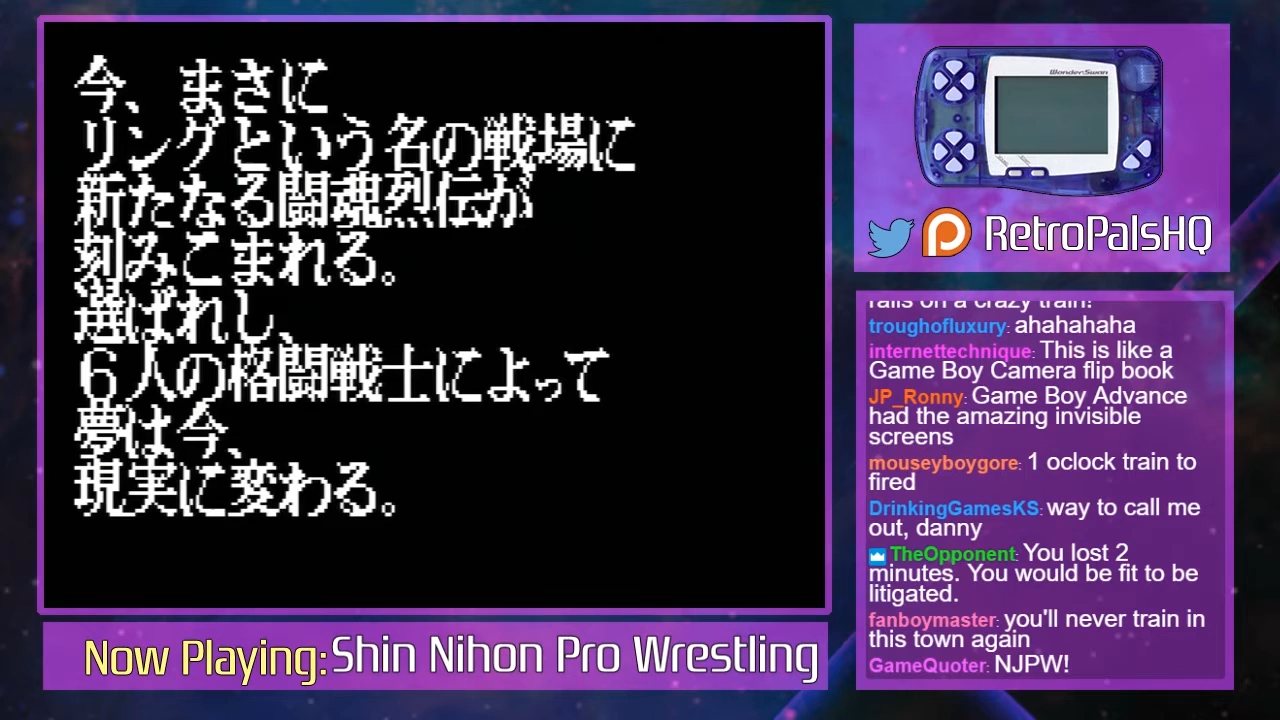 今、まさに
リングという名の戦場に
新たなる闘魂烈伝が
刻みこまれる。
選ばれし、
６人の格闘戦士によって
夢は今、
現実に変わる。
Now Playing: Shin Nihon Pro Wrestling
WonderSwan
RetroPalsHQ
rails on a crazy train!
troughofluxury: ahahahaha
internettechnique: This is like a
Game Boy Camera flip book
JP_Ronny: Game Boy Advance
had the amazing invisible
screens
mouseyboygore: 1 oclock train to
fired
DrinkingGamesKS: way to call me
out, danny
TheOpponent: You lost 2
minutes. You would be fit to be
litigated.
fanboymaster: you'll never train in
this town again
GameQuoter: NJPW!